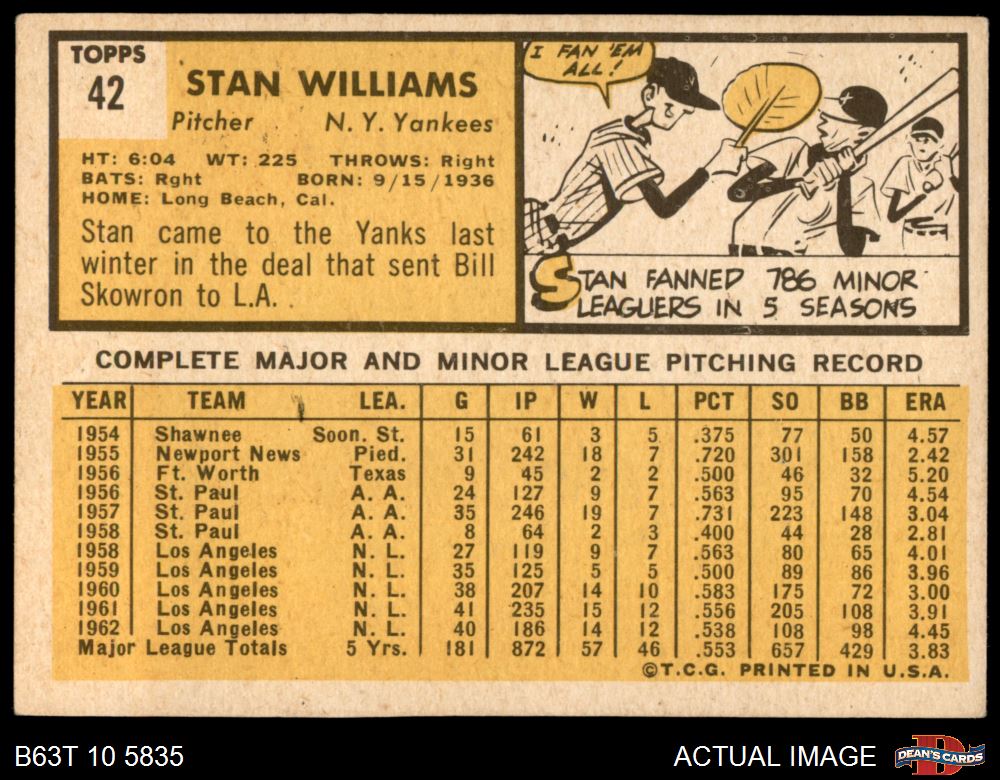 TOPPS
42
STAN WILLIAMS
Pitcher N. Y. Yankees
HT: 6:04 WT: 225 THROWS: Right
BATS: Rght BORN: 9/15/1936
HOME: Long Beach, Cal.
Stan came to the Yanks last
winter in the deal that sent Bill
Skowron to L.A.
I FAN 'EM
ALL!
STAN FANNED 786 MINOR
LEAGUERS IN 5 SEASONS
COMPLETE MAJOR AND MINOR LEAGUE PITCHING RECORD
YEAR TEAM LEA. G IP W L PCT SO BB ERA
1954 Shawnee Soon. St. 15 61 3 5 .375 77 50 4.57
1955 Newport News Pied. 31 242 18 7 .720 301 158 2.42
1956 Ft. Worth Texas 9 45 2 2 .500 46 32 5.20
1956 St. Paul A. A. 24 127 9 7 .563 95 70 4.54
1957 St. Paul A. A. 35 246 19 7 .731 223 148 3.04
1958 St. Paul A. A. 8 64 2 3 .400 44 28 2.81
1958 Los Angeles N. L. 27 119 9 7 .563 80 65 4.01
1959 Los Angeles N. L. 35 125 5 5 .500 89 86 3.96
1960 Los Angeles N. L. 38 207 14 10 .583 175 72 3.00
1961 Los Angeles N. L. 41 235 15 12 .556 205 108 3.91
1962 Los Angeles N. L. 40 186 14 12 .538 108 98 4.45
Major League Totals 5 Yrs. 181 872 57 46 .553 657 429 3.83
©T.C.G. PRINTED IN U.S.A.
B63T 10 5835 ACTUAL IMAGE DEAN'S CARDS